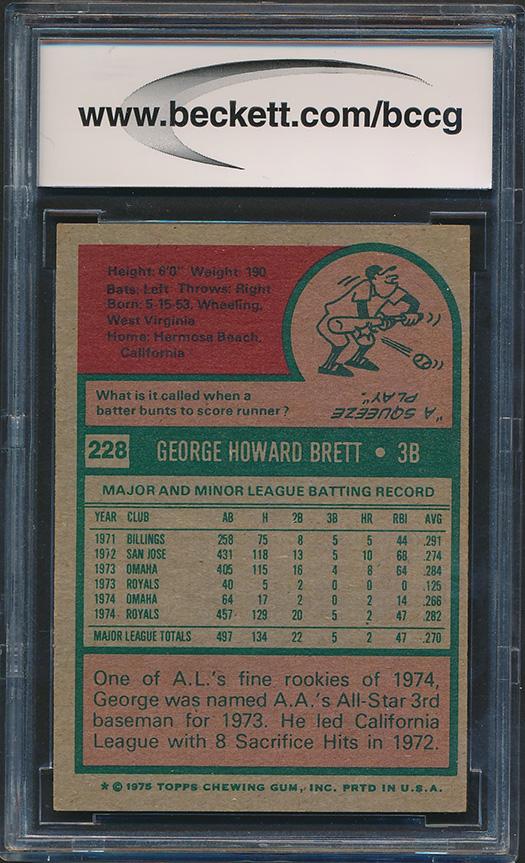 www.beckett.com/bccg
Height: 6'0" Weight: 190
Bats: Left Throws: Right
Born: 5-15-53, Wheeling,
West Virginia
Home: Hermosa Beach,
California
What is it called when a
batter bunts to score runner?
"A SQUEEZE
PLAY".
228 GEORGE HOWARD BRETT • 3B
MAJOR AND MINOR LEAGUE BATTING RECORD
YEAR CLUB AB H 2B 3B HR RBI AVG
1971 BILLINGS 258 75 8 5 5 44 .291
1972 SAN JOSE 431 118 13 5 10 68 .274
1973 OMAHA 405 115 16 4 8 64 .284
1973 ROYALS 40 5 2 0 0 0 .125
1974 OMAHA 64 17 2 0 2 14 .266
1974 ROYALS 457 129 20 5 2 47 .282
MAJOR LEAGUE TOTALS 497 134 22 5 2 47 .270
One of A.L.'s fine rookies of 1974,
George was named A.A.'s All-Star 3rd
baseman for 1973. He led California
League with 8 Sacrifice Hits in 1972.
* © 1975 TOPPS CHEWING GUM, INC. PRTD IN U.S.A.